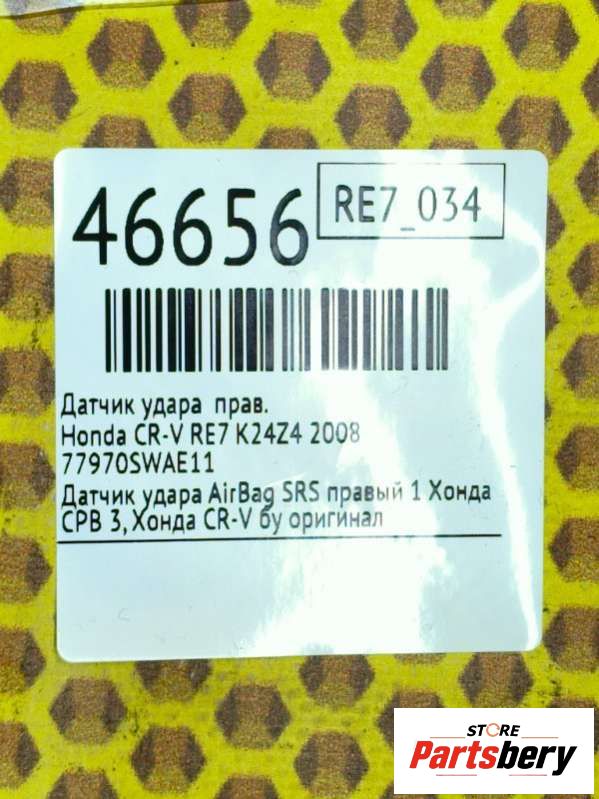 46656
RE7_034
Датчик удара прав.
Honda CR-V RE7 K24Z4 2008
77970SWAE11
Датчик удара AirBag SRS правый 1 Хонда
СРВ 3, Хонда CR-V бу оригинал
STORE
Partsbery